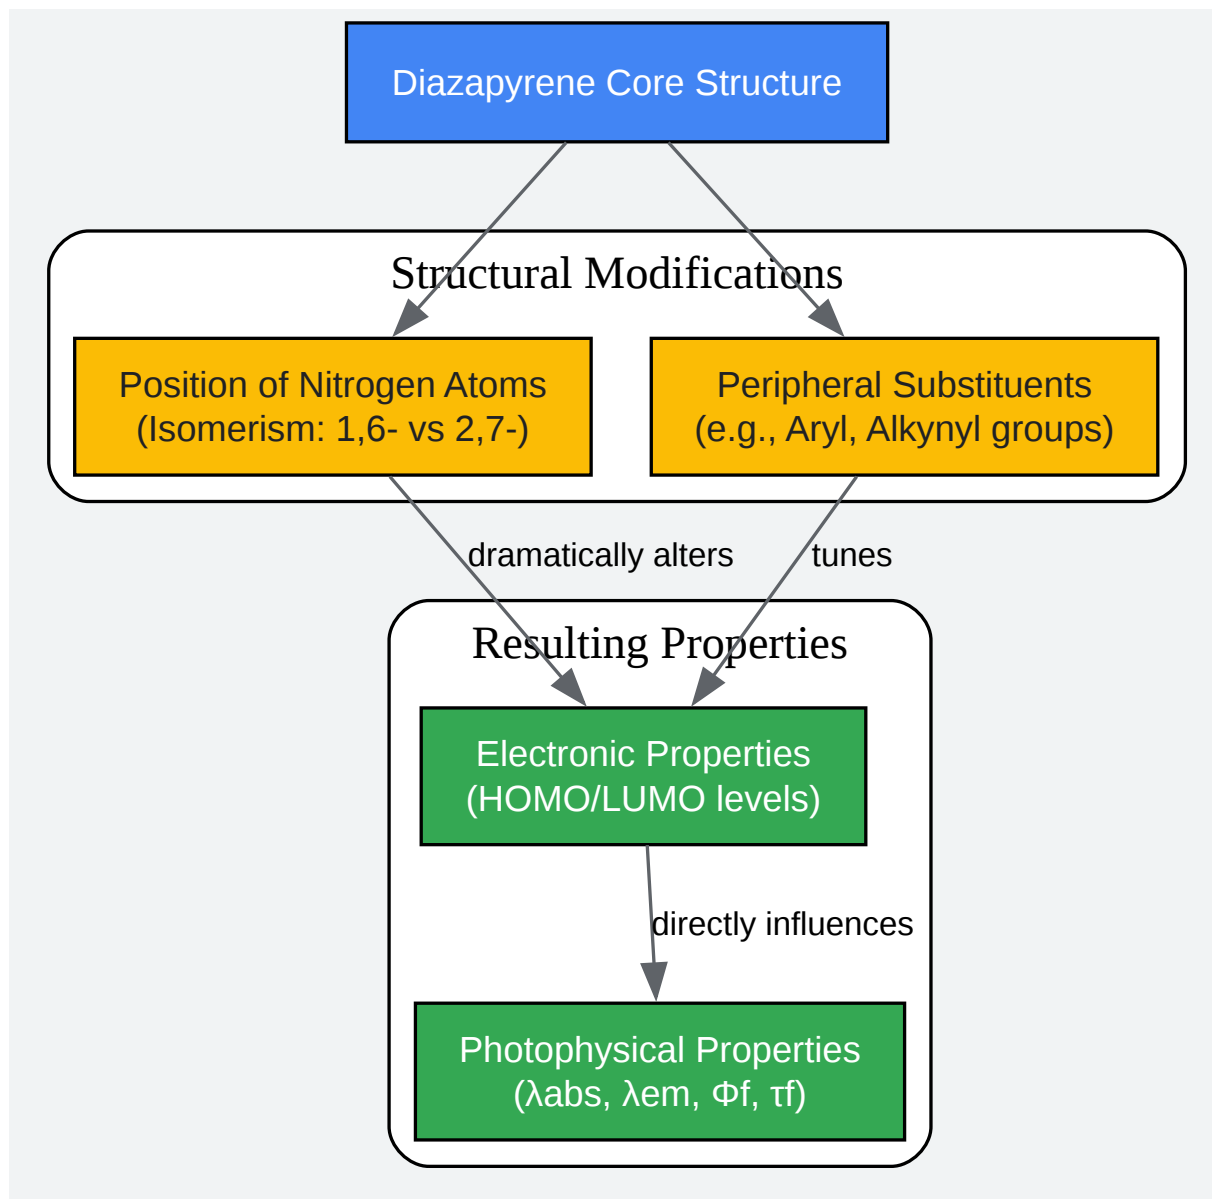 Diazapyrene Core Structure
Structural Modifications
Position of Nitrogen Atoms
(Isomerism: 1,6- vs 2,7-)
Peripheral Substituents
(e.g., Aryl, Alkynyl groups)
dramatically alters
tunes
Resulting Properties
Electronic Properties
(HOMO/LUMO levels)
directly influences
Photophysical Properties
(λabs, λem, Φf, τf)